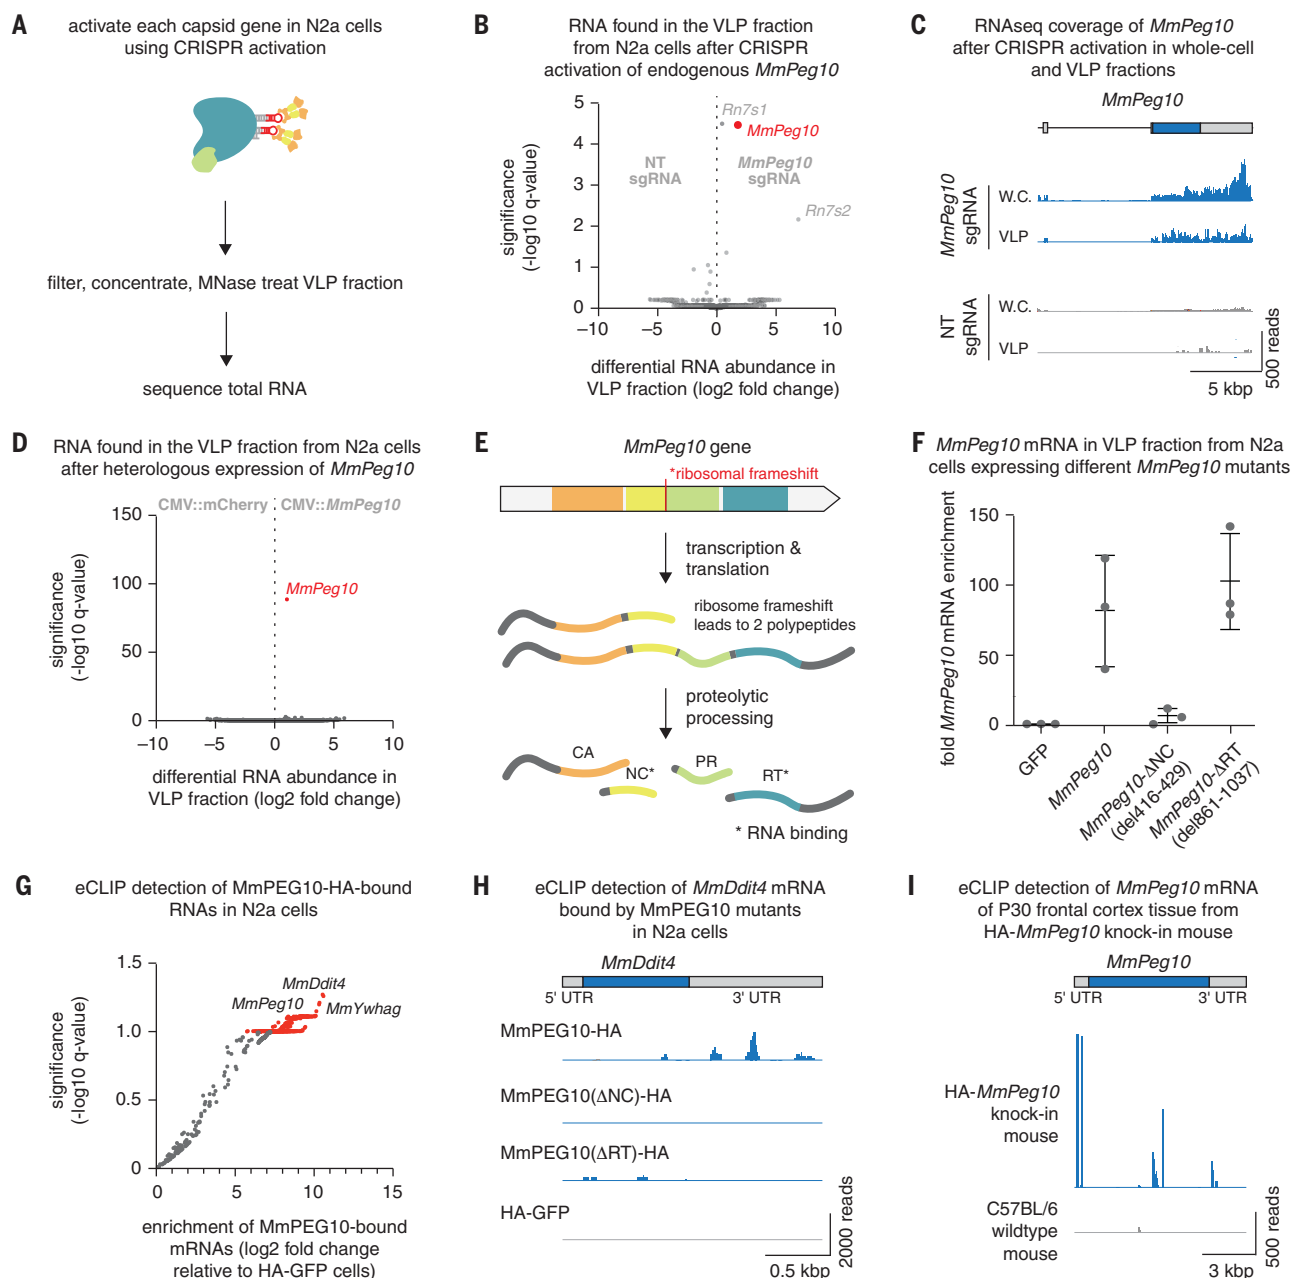 A
activate each capsid gene in N2a cells
using CRISPR activation
filter, concentrate, MNase treat VLP fraction
sequence total RNA
B
RNA found in the VLP fraction
from N2a cells after CRISPR
activation of endogenous MmPeg10
significance
(-log10 q-value)
5
4
3
2
1
0
Rn7s1
MmPeg10
NT
sgRNA
MmPeg10
sgRNA
Rn7s2
−10
−5
0
5
10
differential RNA abundance in
VLP fraction (log2 fold change)
C
RNAseq coverage of MmPeg10
after CRISPR activation in whole-cell
and VLP fractions
MmPeg10
MmPeg10
sgRNA
W.C.
VLP
NT
sgRNA
W.C.
VLP
500 reads
5 kbp
D
RNA found in the VLP fraction from N2a cells
after heterologous expression of MmPeg10
CMV::mCherry
CMV::MmPeg10
significance
(-log10 q-value)
150
100
50
0
MmPeg10
−10
−5
0
5
10
differential RNA abundance in
VLP fraction (log2 fold change)
E
MmPeg10 gene
*ribosomal frameshift
transcription &
translation
ribosome frameshift
leads to 2 polypeptides
proteolytic
processing
CA
NC*
PR
RT*
* RNA binding
F
MmPeg10 mRNA in VLP fraction from N2a
cells expressing different MmPeg10 mutants
fold MmPeg10 mRNA enrichment
150
100
50
0
GFP
MmPeg10
MmPeg10-ΔNC
(del416-429)
MmPeg10-ΔRT
(del861-1037)
G
eCLIP detection of MmPEG10-HA-bound
RNAs in N2a cells
significance
(-log10 q-value)
1.5
1.0
0.5
0
MmDdit4
MmPeg10
MmYwhag
0
5
10
15
enrichment of MmPEG10-bound
mRNAs (log2 fold change
relative to HA-GFP cells)
H
eCLIP detection of MmDdit4 mRNA
bound by MmPEG10 mutants
in N2a cells
MmDdit4
5' UTR
3' UTR
MmPEG10-HA
MmPEG10(ΔNC)-HA
MmPEG10(ΔRT)-HA
HA-GFP
2000 reads
0.5 kbp
I
eCLIP detection of MmPeg10 mRNA
of P30 frontal cortex tissue from
HA-MmPeg10 knock-in mouse
MmPeg10
5' UTR
3' UTR
HA-MmPeg10
knock-in
mouse
C57BL/6
wildtype
mouse
500 reads
3 kbp